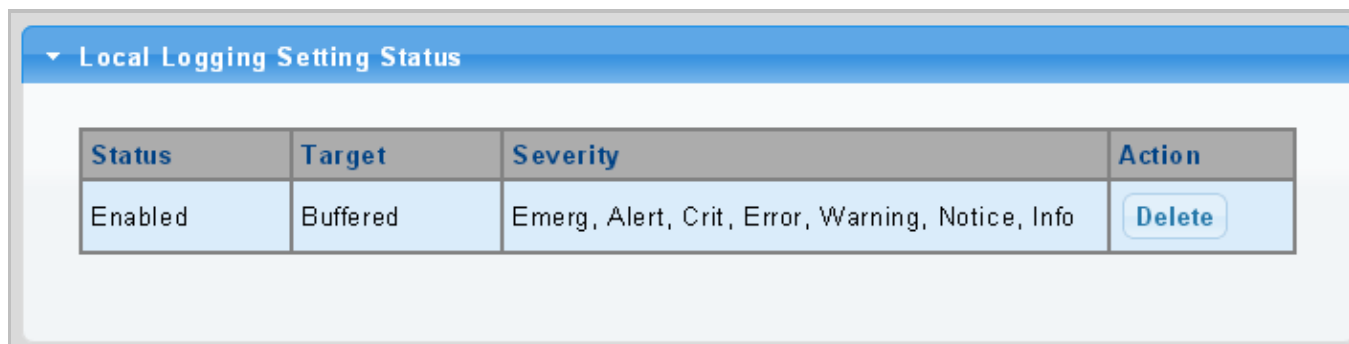 Local Logging Setting Status
Status Target Severity Action
Enabled Buffered Emerg, Alert, Crit, Error, Warning, Notice, Info Delete